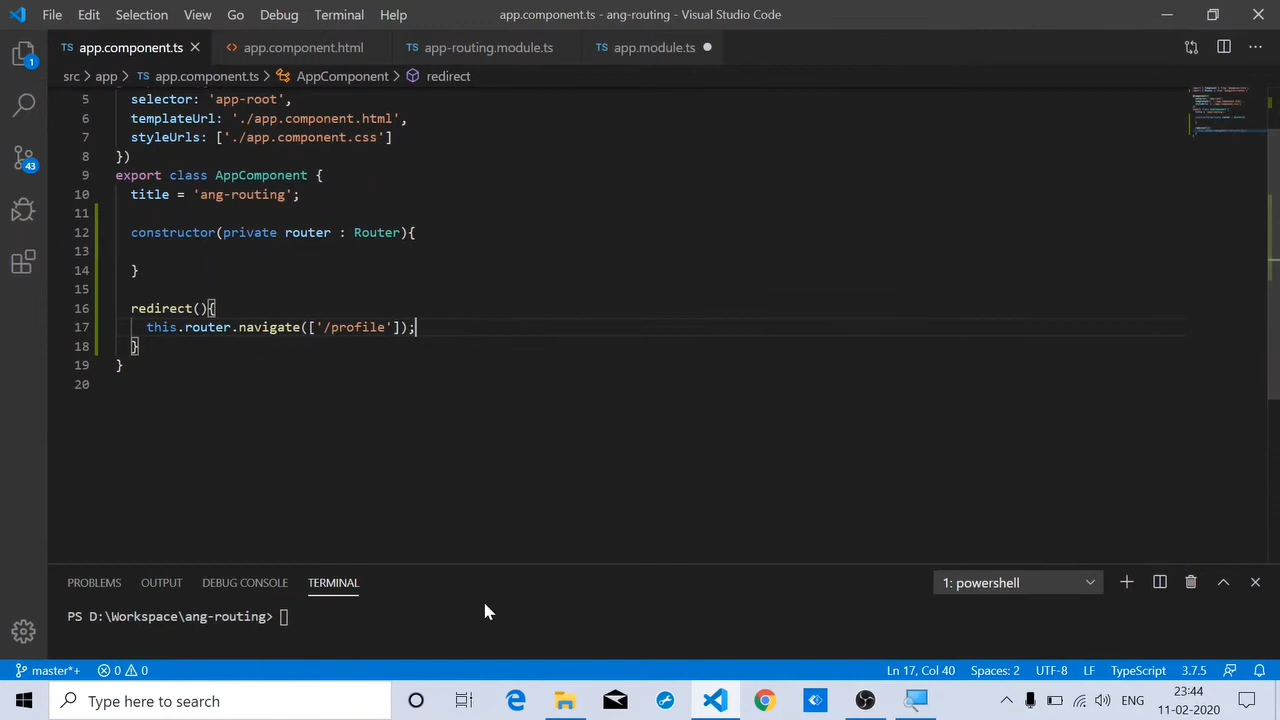 File Edit Selection View Go Debug Terminal Help app.component.ts - ang-routing - Visual Studio Code
TS app.component.ts <> app.component.html TS app-routing.module.ts TS app.module.ts
src > app > TS app.component.ts > AppComponent > redirect
5 selector: 'app-root',
6 templateUrl: './app.component.html',
7 styleUrls: ['./app.component.css']
8 })
9 export class AppComponent {
10 title = 'ang-routing';
11
12 constructor(private router : Router){
13
14 }
15
16 redirect(){
17 this.router.navigate(['/profile']);
18 }
19 }
20
1
43
PROBLEMS OUTPUT DEBUG CONSOLE TERMINAL 1: powershell
PS D:\Workspace\ang-routing>
master*+ 0 0 Ln 17, Col 40 Spaces: 2 UTF-8 LF TypeScript 3.7.5
Type here to search ENG 23:44
11-02-2020